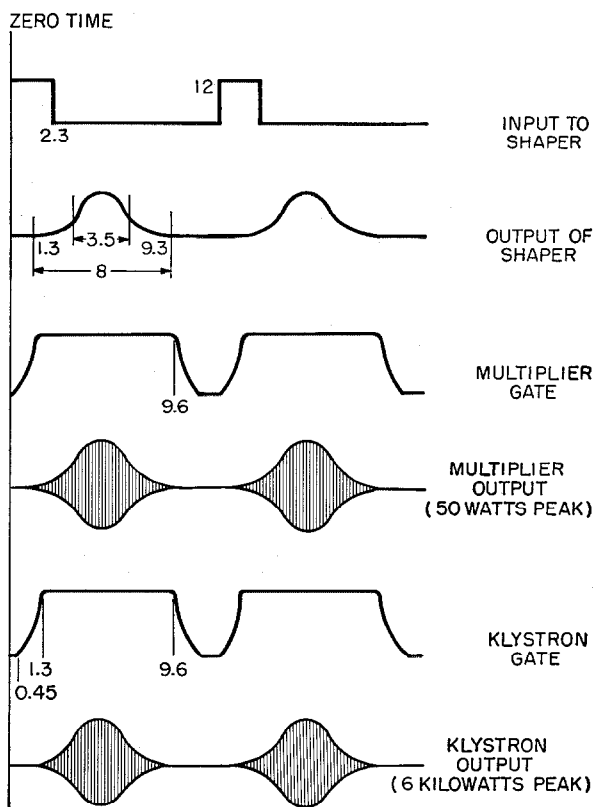 ZERO TIME
12
2.3
INPUT TO
SHAPER
1.3
3.5
9.3
8
OUTPUT OF
SHAPER
9.6
MULTIPLIER
GATE
MULTIPLIER
OUTPUT
(50 WATTS PEAK)
1.3
9.6
0.45
KLYSTRON
GATE
KLYSTRON
OUTPUT
(6 KILOWATTS PEAK)